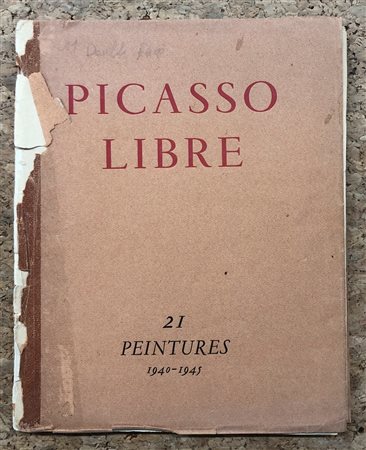 PICASSO
LIBRE
21
PEINTURES
1940-1945